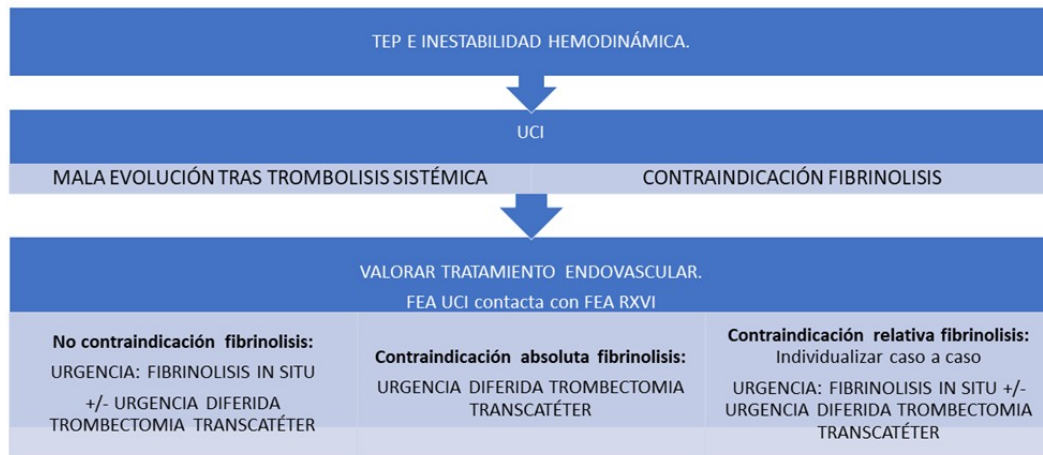 TEP E INESTABILIDAD HEMODINÁMICA.
UCI
MALA EVOLUCIÓN TRAS TROMBOLISIS SISTÉMICA
CONTRAINDICACIÓN FIBRINOLISIS
VALORAR TRATAMIENTO ENDOVASCULAR.
FEA UCI contacta con FEA RXVI
No contraindicación fibrinolisis:
URGENCIA: FIBRINOLISIS IN SITU
+/- URGENCIA DIFERIDA
TROMBECTOMIA TRANSCATÉTER
Contraindicación absoluta fibrinolisis:
URGENCIA DIFERIDA TROMBECTOMIA
TRANSCATÉTER
Contraindicación relativa fibrinolisis:
Individualizar caso a caso
URGENCIA: FIBRINOLISIS IN SITU +/-
URGENCIA DIFERIDA TROMBECTOMIA
TRANSCATÉTER